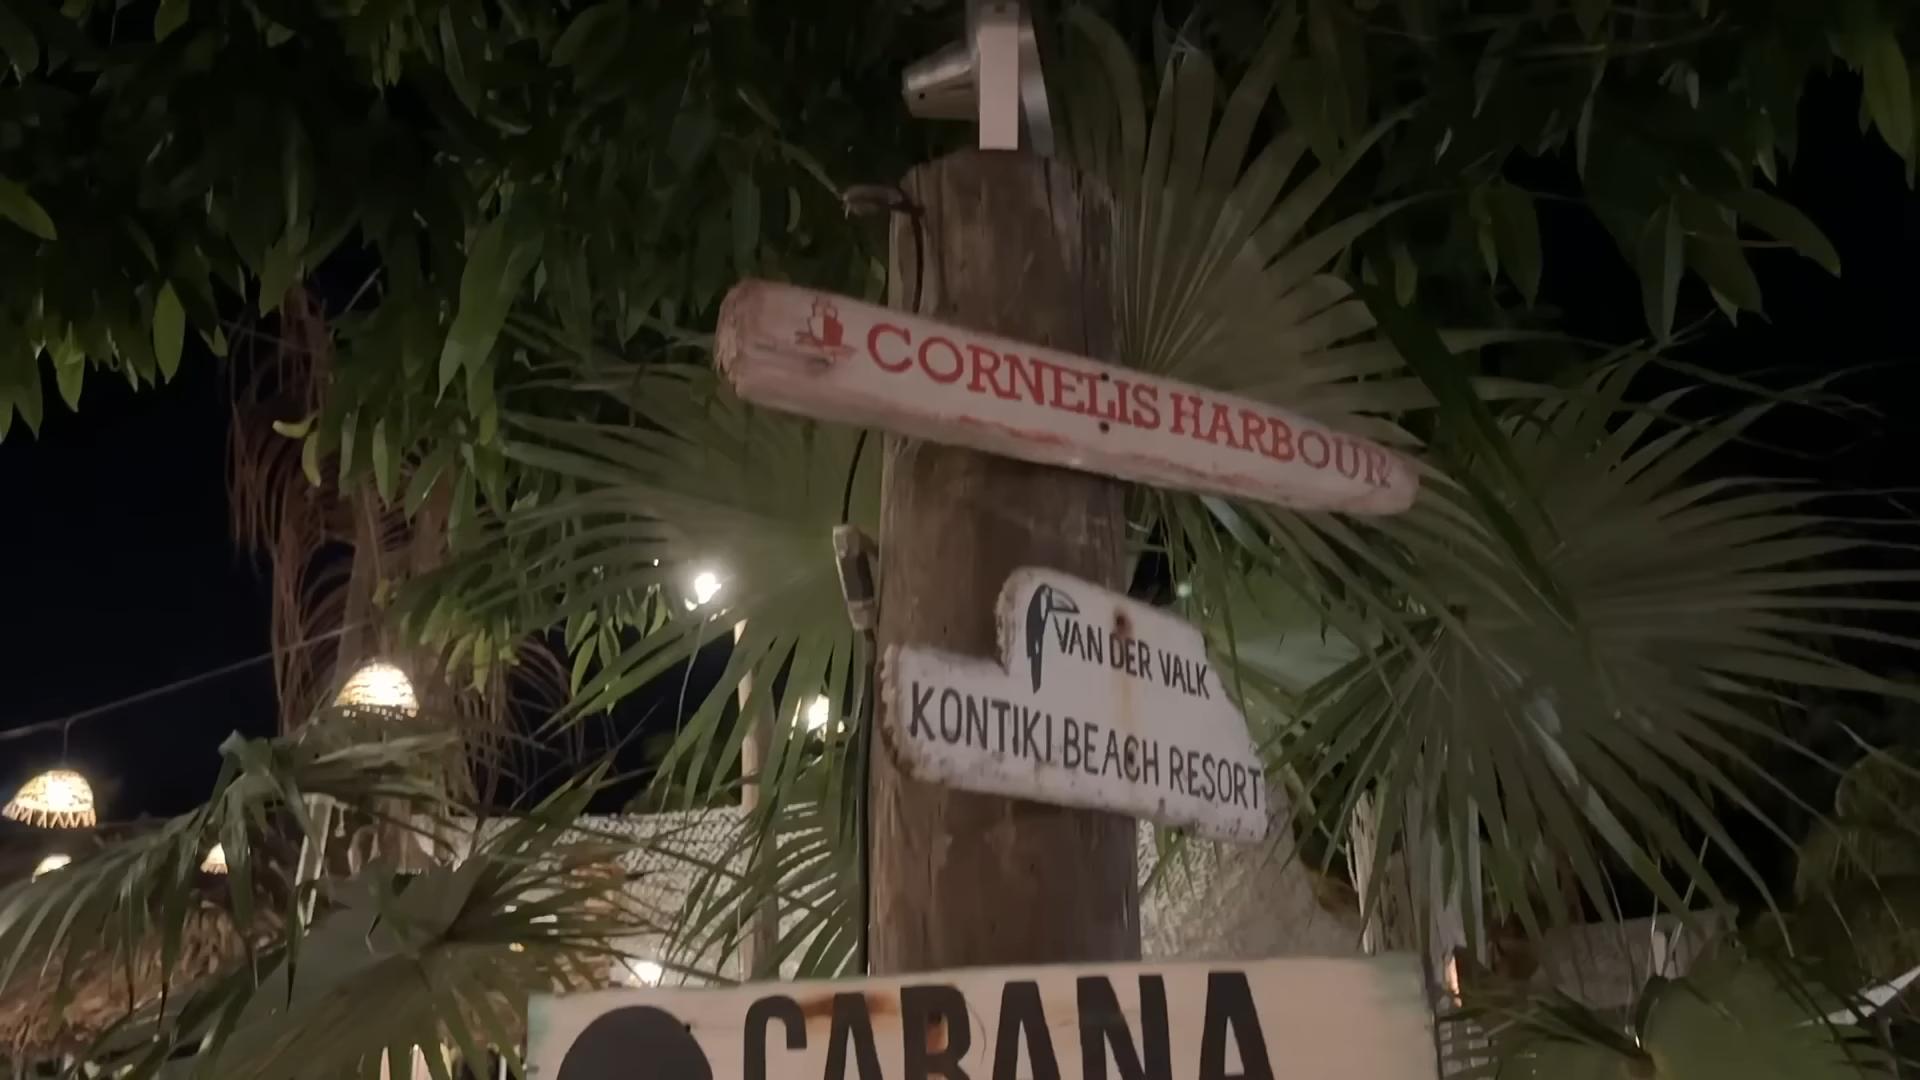 CORNELIS HARBOUR
VAN DER VALK
KONTIKI BEACH RESORT
CABANA